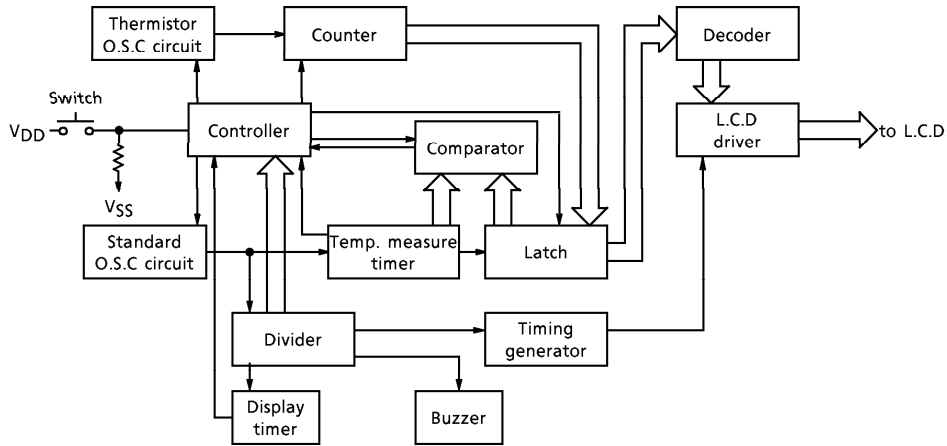 Thermistor
O.S.C circuit
Counter
Decoder
Switch
VDD
Controller
Comparator
L.C.D
driver
to L.C.D
VSS
Standard
O.S.C circuit
Temp. measure
timer
Latch
Divider
Timing
generator
Display
timer
Buzzer